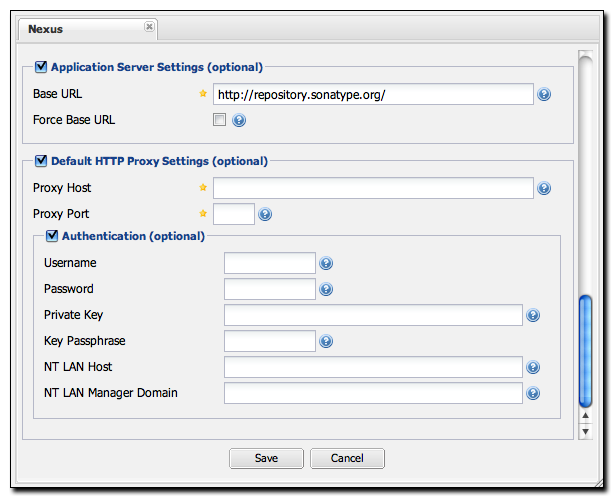 Nexus
Application Server Settings (optional)
Base URL
http://repository.sonatype.org/
Force Base URL
Default HTTP Proxy Settings (optional)
Proxy Host
Proxy Port
Authentication (optional)
Username
Password
Private Key
Key Passphrase
NT LAN Host
NT LAN Manager Domain
Save
Cancel